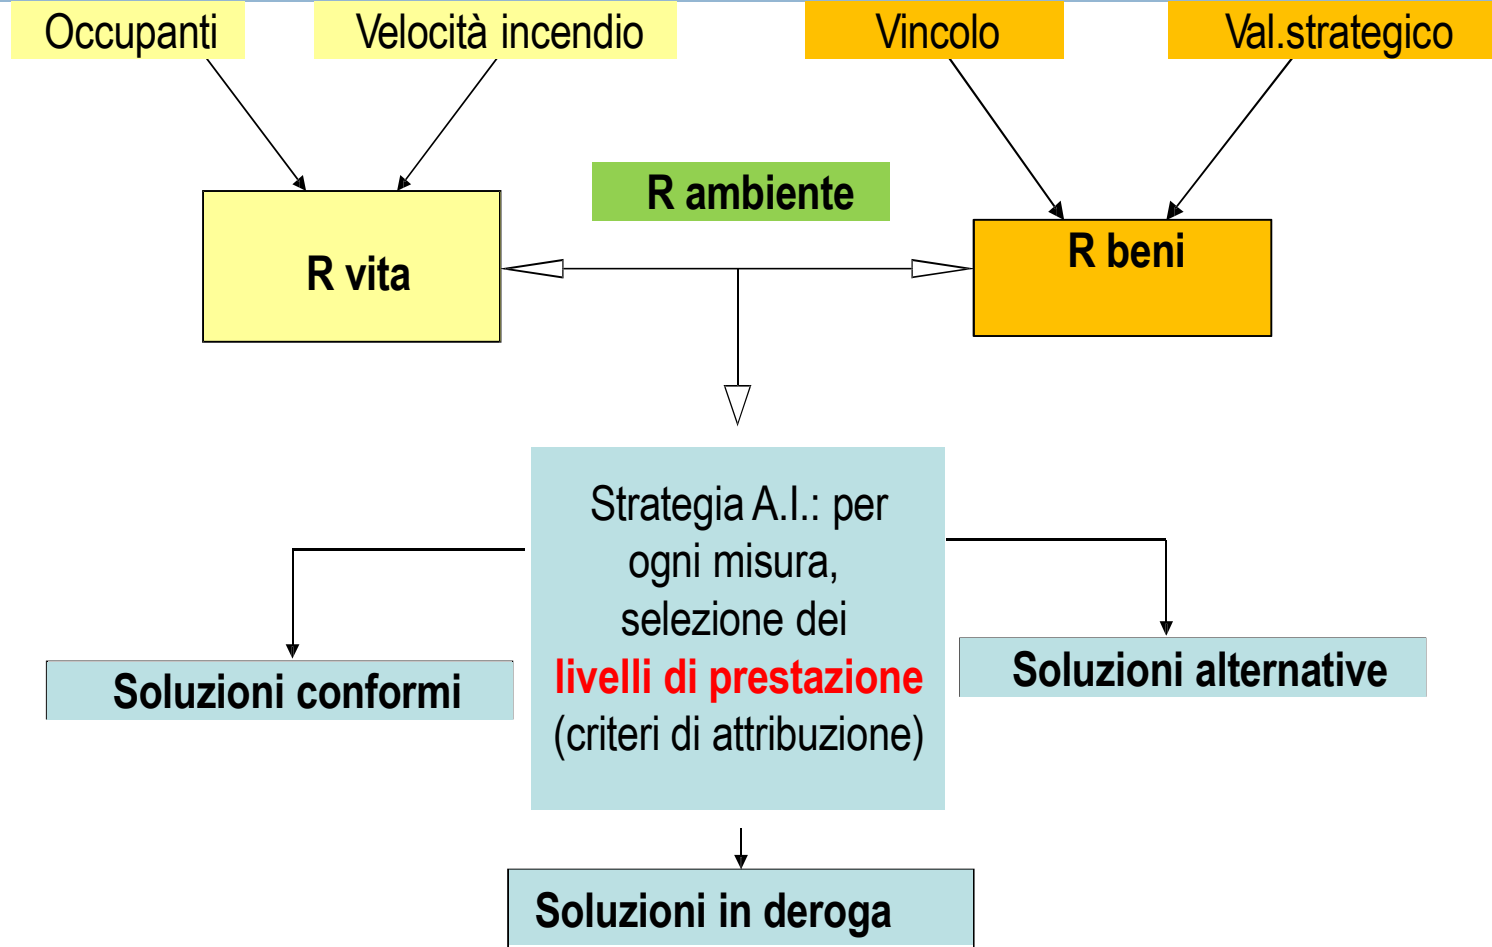 Occupanti
Velocità incendio
Vincolo
Val.strategico
R ambiente
R vita
R beni
Strategia A.I.: per
ogni misura,
selezione dei
livelli di prestazione
(criteri di attribuzione)
Soluzioni conformi
Soluzioni alternative
Soluzioni in deroga